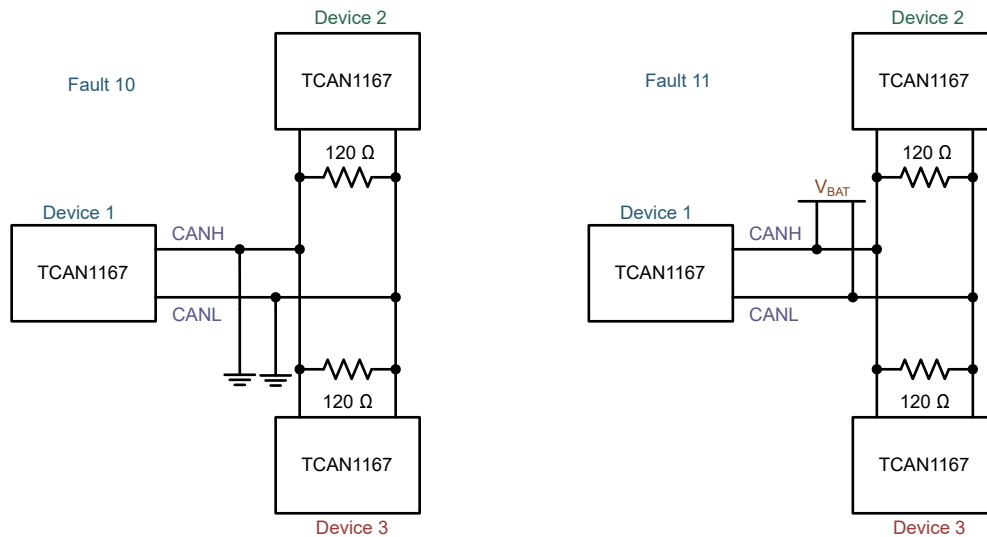 Fault 10
Device 2
TCAN1167
120 Ω
Device 1
TCAN1167
CANH
CANL
120 Ω
TCAN1167
Device 3
Fault 11
Device 2
TCAN1167
120 Ω
VBAT
Device 1
TCAN1167
CANH
CANL
120 Ω
TCAN1167
Device 3